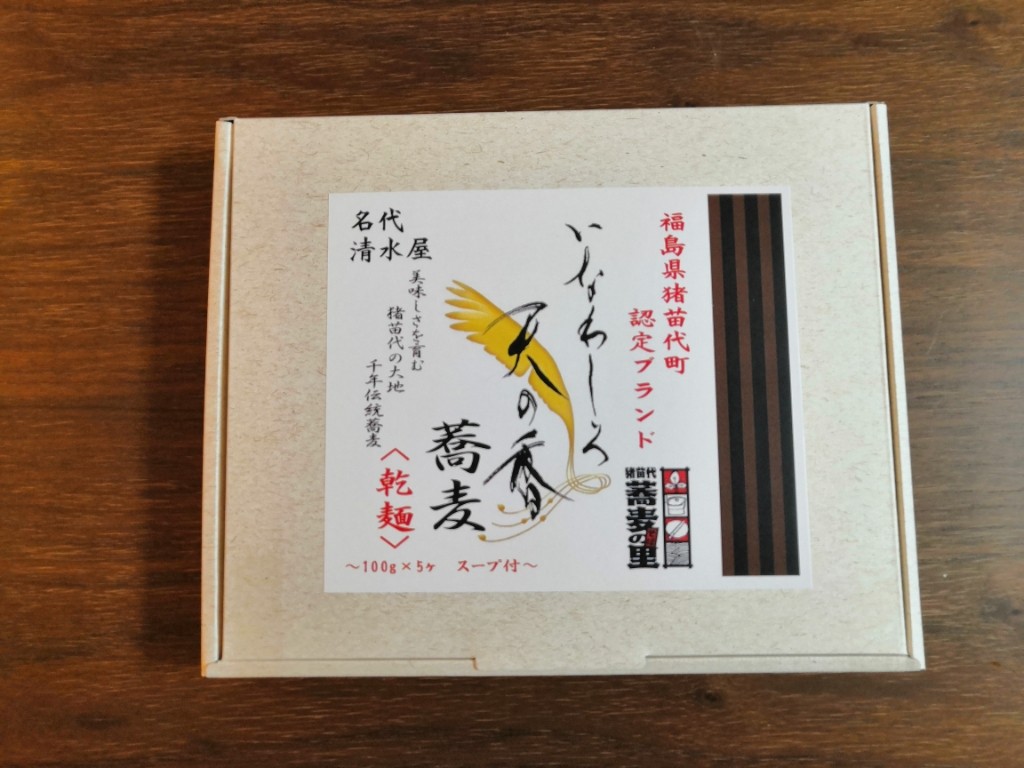 福島県猪苗代町
認定ブランド
いなわしろ
天の香
蕎麦
〈乾麺〉
名代
清水屋
美味しさを育む
猪苗代の大地
千年伝統蕎麦
猪苗代
蕎麦の里
～100g×5ヶ スープ付～